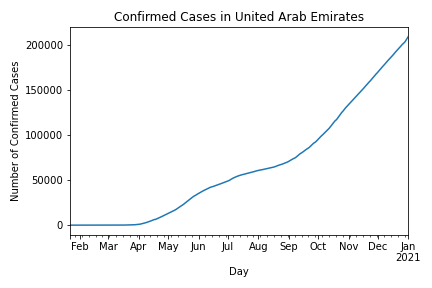 Confirmed Cases in United Arab Emirates
200000
150000
100000
50000
0
Number of Confirmed Cases
Feb Mar Apr May Jun Jul Aug Sep Oct Nov Dec Jan
2021
Day